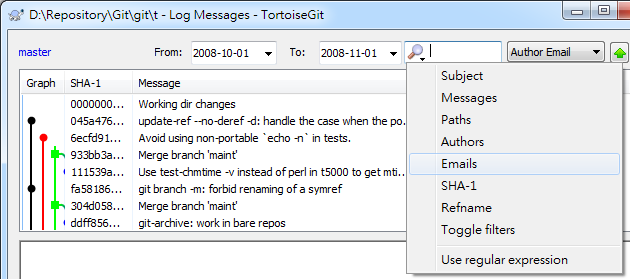 D:\Repository\Git\git\t - Log Messages - TortoiseGit
master From: 2008-10-01 To: 2008-11-01 Author Email
Graph SHA-1 Message
0000000... Working dir changes
045a476... update-ref --no-deref -d: handle the case when the po...
6ecfd91... Avoid using non-portable `echo -n` in tests.
933bb3a... Merge branch 'maint'
111539a... Use test-chmtime -v instead of perl in t5000 to get mti...
fa58186... git branch -m: forbid renaming of a symref
304d058... Merge branch 'maint'
ddff856... git-archive: work in bare repos
Subject
Messages
Paths
Authors
Emails
SHA-1
Refname
Toggle filters
Use regular expression